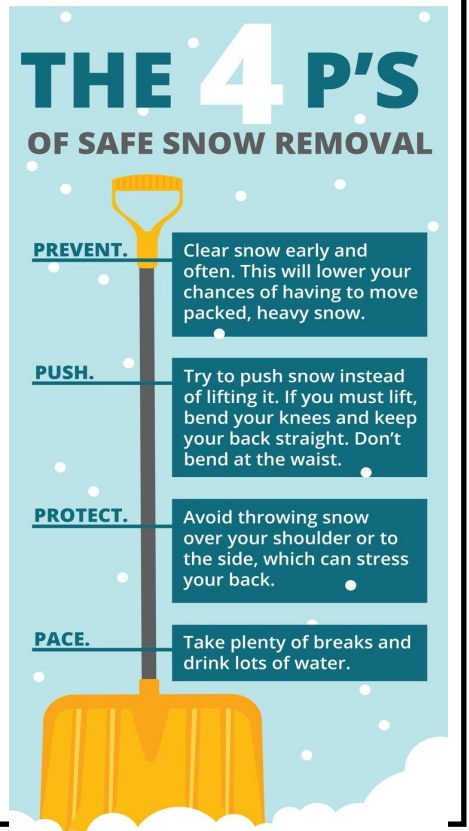 THE 4 P'S
OF SAFE SNOW REMOVAL
PREVENT.
Clear snow early and
often. This will lower your
chances of having to move
packed, heavy snow.
PUSH.
Try to push snow instead
of lifting it. If you must lift,
bend your knees and keep
your back straight. Don't
bend at the waist.
PROTECT.
Avoid throwing snow
over your shoulder or to
the side, which can stress
your back.
PACE.
Take plenty of breaks and
drink lots of water.